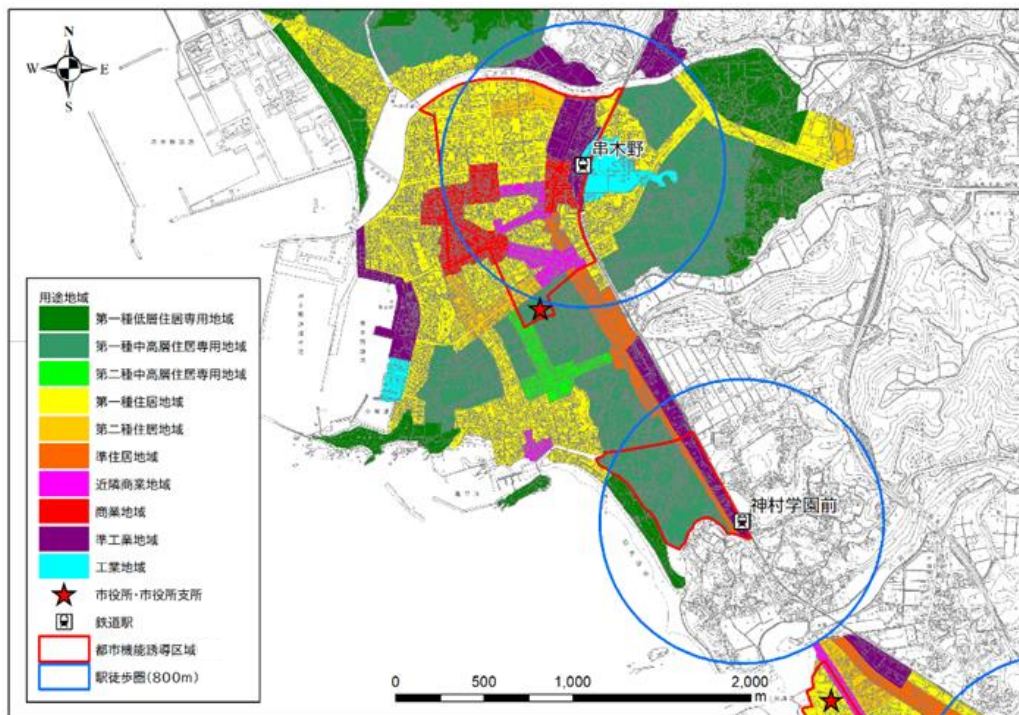 N
W
E
S
串木野
神村学園前
用途地域
第一種低層住居専用地域
第一種中高層住居専用地域
第二種中高層住居専用地域
第一種住居地域
第二種住居地域
準住居地域
近隣商業地域
商業地域
準工業地域
工業地域
市役所・市役所支所
鉄道駅
都市機能誘導区域
駅徒歩圏(800m)
0 500 1,000 2,000
m